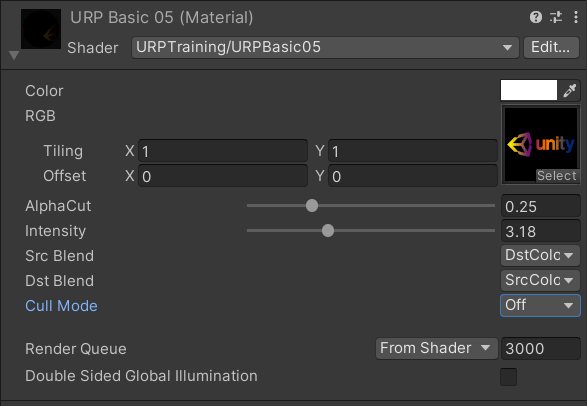 URP Basic 05 (Material)
Shader URPTraining/URPBasic05 Edit...
Color
RGB
unity
Tiling X 1 Y 1
Offset X 0 Y 0
Select
AlphaCut 0.25
Intensity 3.18
Src Blend DstColo
Dst Blend SrcColo
Cull Mode Off
Render Queue From Shader 3000
Double Sided Global Illumination